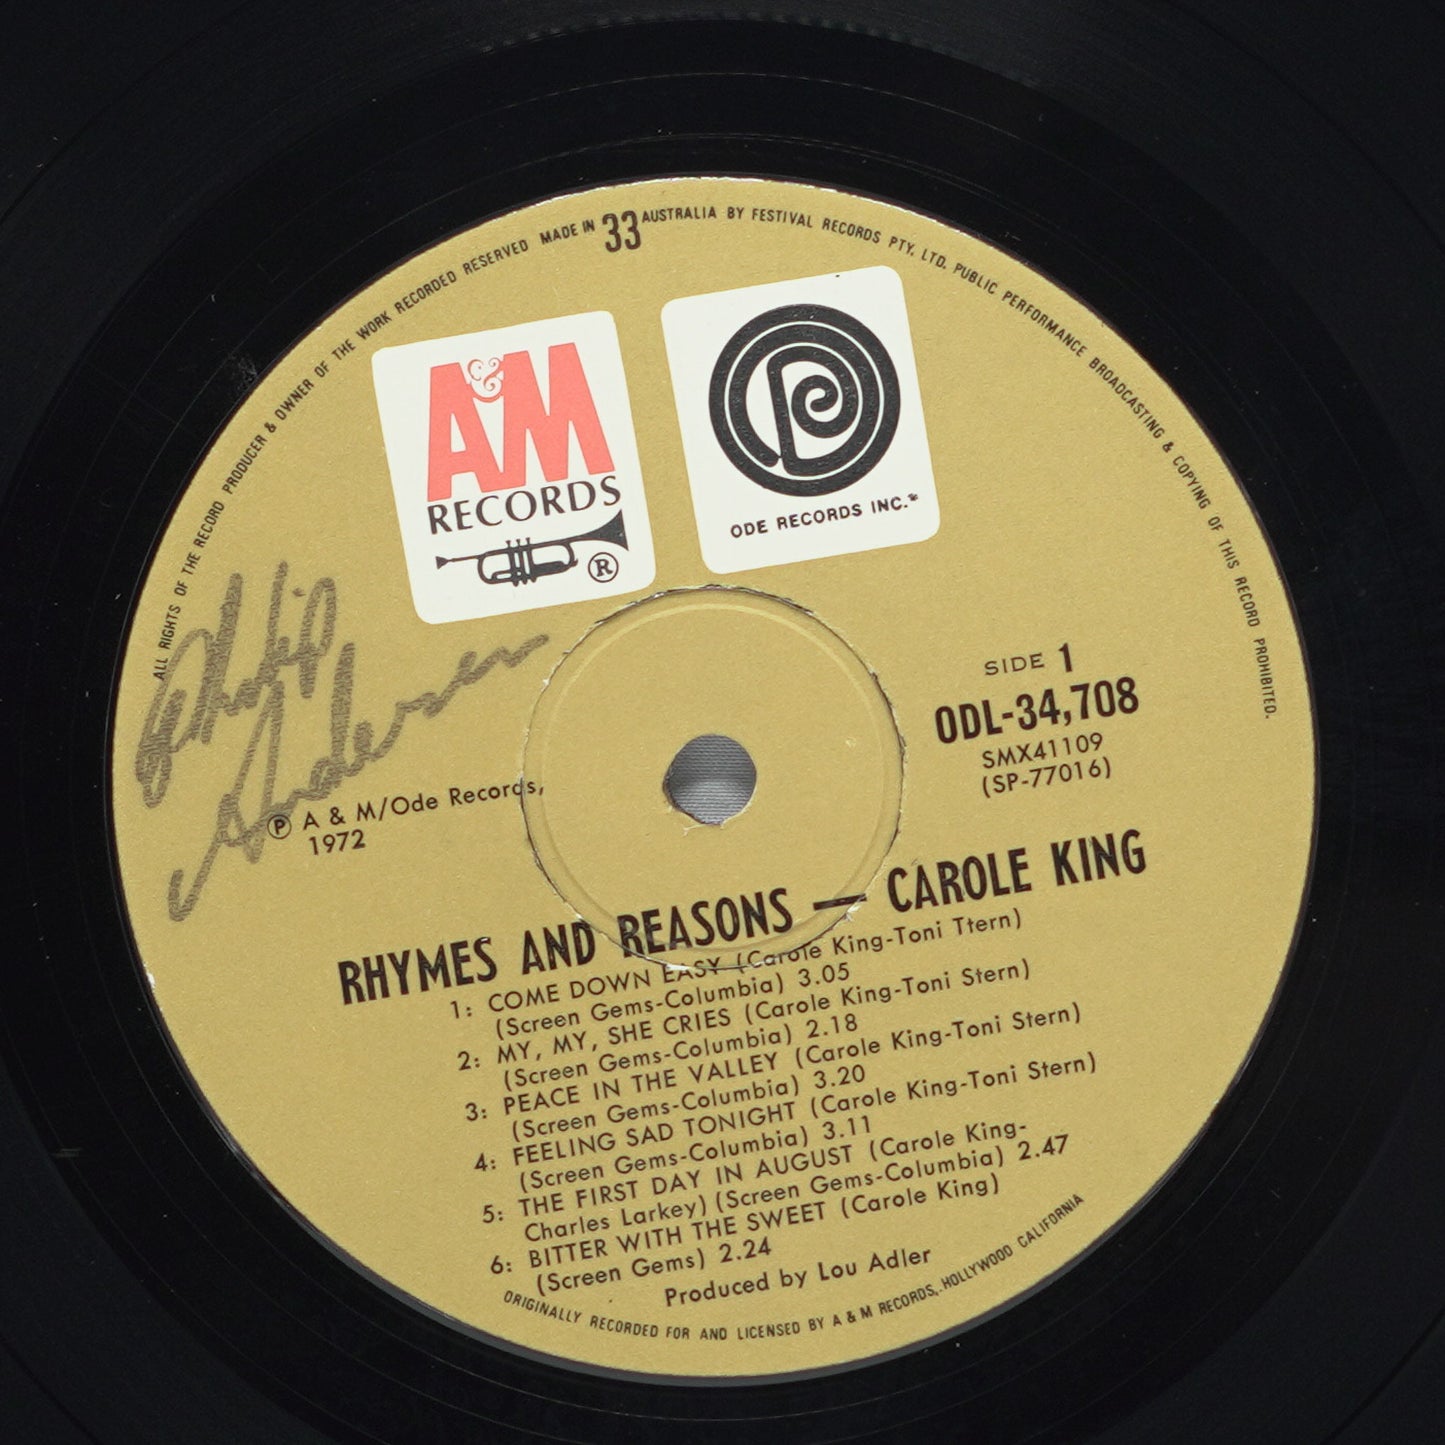 ALL RIGHTS OF THE RECORD PRODUCER & OWNER OF THE WORK RECORDED RESERVED MADE IN 33 AUSTRALIA BY FESTIVAL RECORDS PTY. LTD. PUBLIC PERFORMANCE BROADCASTING & COPYING OF THIS RECORD PROHIBITED.
A&M
RECORDS
®
ODE RECORDS INC.*
Philip
Andersen
SIDE 1
ODL-34,708
SMX41109
(SP-77016)
Ⓟ A & M/Ode Records,
1972
RHYMES AND REASONS — CAROLE KING
1: COME DOWN EASY (Carole King-Toni Ttern)
(Screen Gems-Columbia) 3.05
2: MY, MY, SHE CRIES (Carole King-Toni Stern)
(Screen Gems-Columbia) 2.18
3: PEACE IN THE VALLEY (Carole King-Toni Stern)
(Screen Gems-Columbia) 3.20
4: FEELING SAD TONIGHT (Carole King-Toni Stern)
(Screen Gems-Columbia) 3.11
5: THE FIRST DAY IN AUGUST (Carole King-
Charles Larkey) (Screen Gems-Columbia) 2.47
6: BITTER WITH THE SWEET (Carole King)
(Screen Gems) 2.24
Produced by Lou Adler
ORIGINALLY RECORDED FOR AND LICENSED BY A & M RECORDS, HOLLYWOOD CALIFORNIA